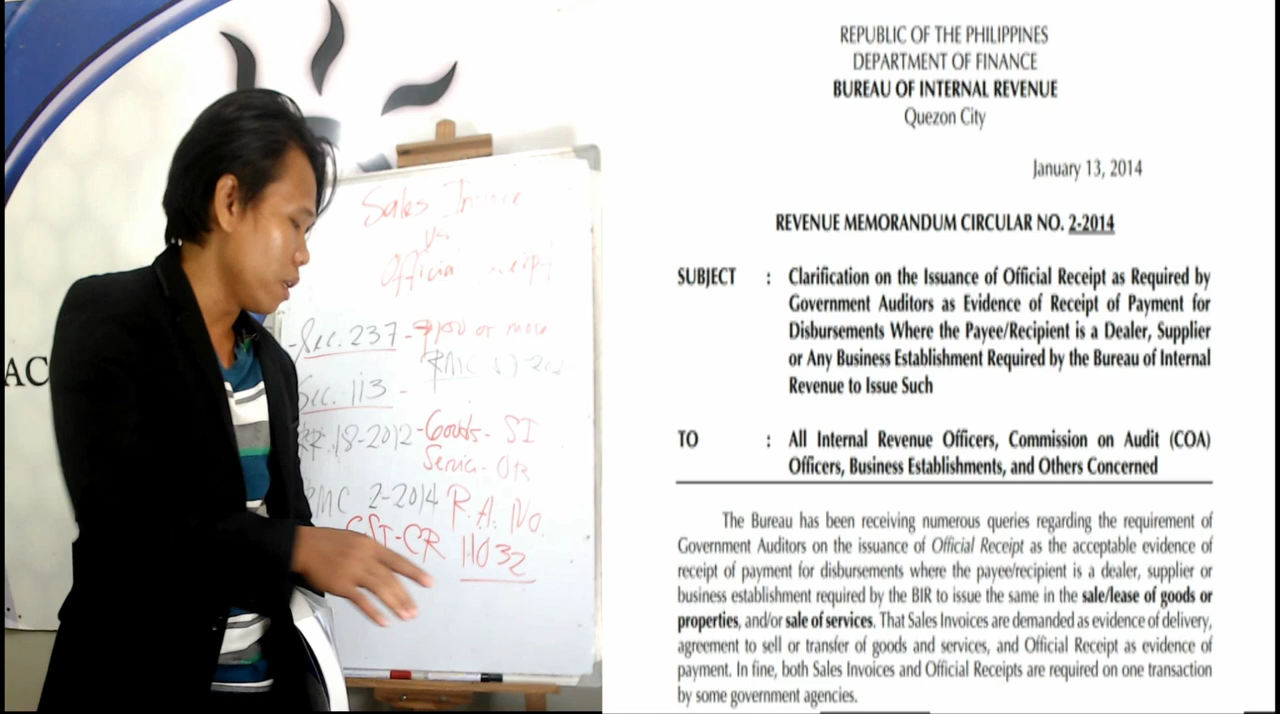 AC
Sales Invoice
vs
Official
- Sec. 237 - ₱100 or more
RMC
Sec. 113 -
RR 18-2012 - Goods - SI
Service - OR
RMC 2-2014 R.A. No.
CSI-CR 11032
REPUBLIC OF THE PHILIPPINES
DEPARTMENT OF FINANCE
BUREAU OF INTERNAL REVENUE
Quezon City
January 13, 2014
REVENUE MEMORANDUM CIRCULAR NO. 2-2014
SUBJECT : Clarification on the Issuance of Official Receipt as Required by
Government Auditors as Evidence of Receipt of Payment for
Disbursements Where the Payee/Recipient is a Dealer, Supplier
or Any Business Establishment Required by the Bureau of Internal
Revenue to Issue Such
TO : All Internal Revenue Officers, Commission on Audit (COA)
Officers, Business Establishments, and Others Concerned
The Bureau has been receiving numerous queries regarding the requirement of
Government Auditors on the issuance of Official Receipt as the acceptable evidence of
receipt of payment for disbursements where the payee/recipient is a dealer, supplier or
business establishment required by the BIR to issue the same in the sale/lease of goods or
properties, and/or sale of services. That Sales Invoices are demanded as evidence of delivery,
agreement to sell or transfer of goods and services, and Official Receipt as evidence of
payment. In fine, both Sales Invoices and Official Receipts are required on one transaction
by some government agencies.